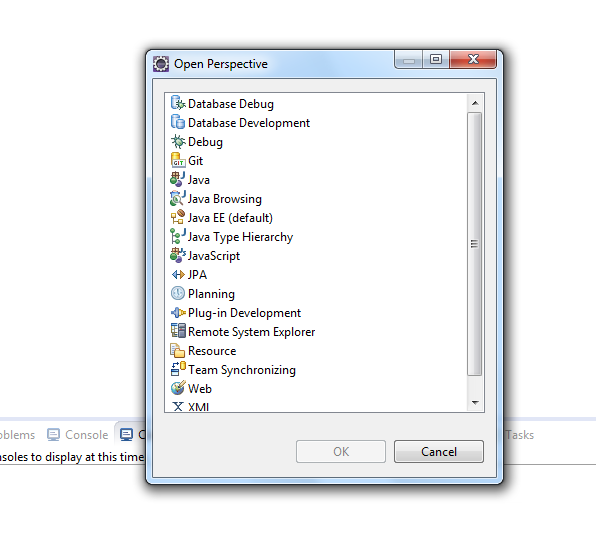 Open Perspective
Database Debug
Database Development
Debug
Git
Java
Java Browsing
Java EE (default)
Java Type Hierarchy
JavaScript
JPA
Planning
Plug-in Development
Remote System Explorer
Resource
Team Synchronizing
Web
XML
oblems Console C Tasks
nsoles to display at this time
OK Cancel